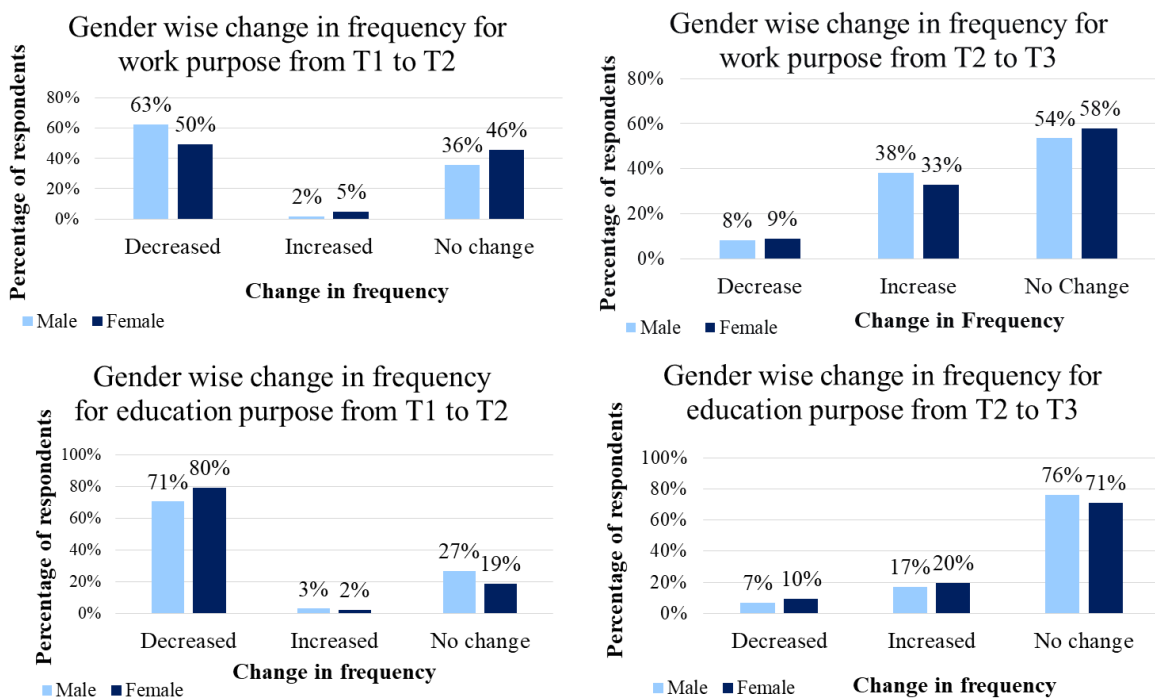 Gender wise change in frequency for
work purpose from T1 to T2
Percentage of respondents
80%
60%
40%
20%
0%
63%
50%
2%
5%
36%
46%
Decreased
Increased
No change
Change in frequency
Male
Female
Gender wise change in frequency for
work purpose from T2 to T3
Percentage of respondents
80%
60%
40%
20%
0%
8%
9%
38%
33%
54%
58%
Decrease
Increase
No Change
Change in Frequency
Male
Female
Gender wise change in frequency
for education purpose from T1 to T2
Percentage of respondents
100%
80%
60%
40%
20%
0%
71%
80%
3%
2%
27%
19%
Decreased
Increased
No change
Change in frequency
Male
Female
Gender wise change in frequency for
education purpose from T2 to T3
Percentage of respondents
100%
80%
60%
40%
20%
0%
7%
10%
17%
20%
76%
71%
Decreased
Increased
No change
Change in frequency
Male
Female